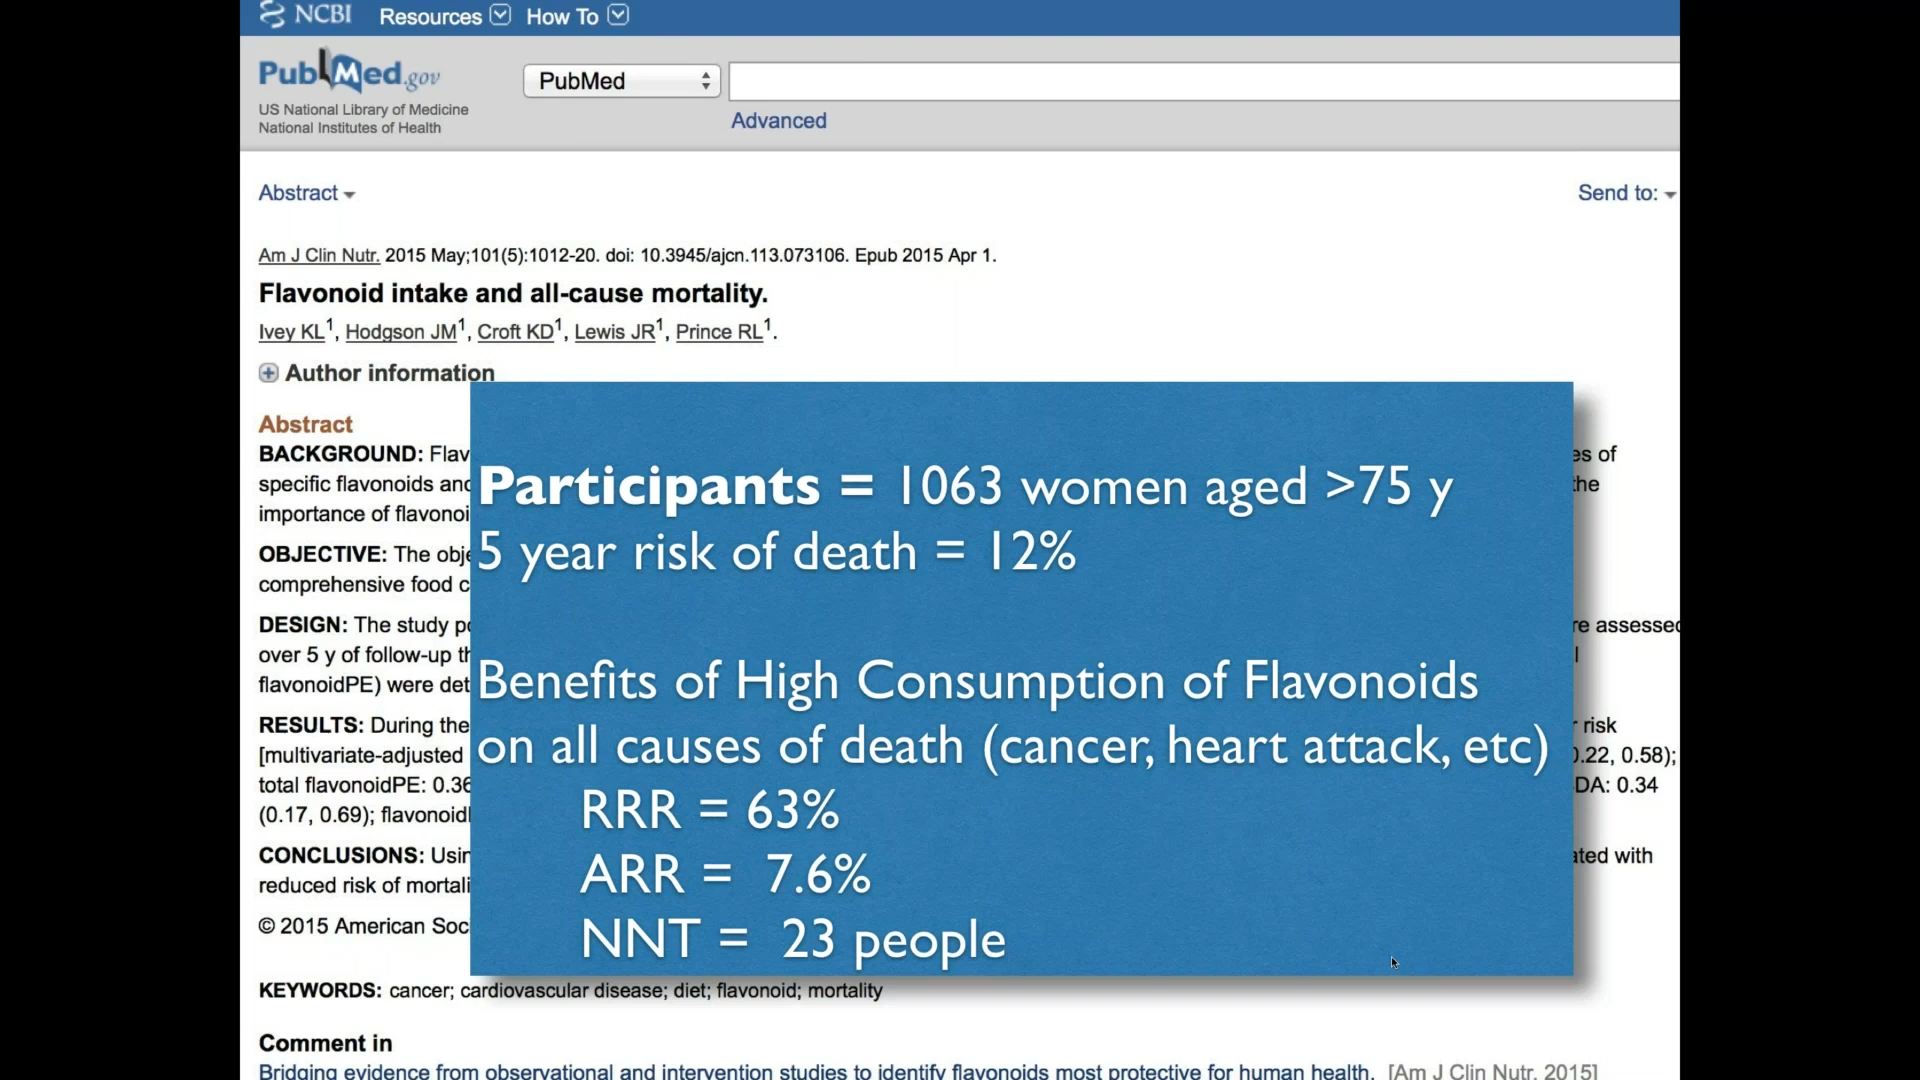 NCBI Resources How To
PubMed.gov
US National Library of Medicine
National Institutes of Health
PubMed
Advanced
Abstract
Send to:
Am J Clin Nutr. 2015 May;101(5):1012-20. doi: 10.3945/ajcn.113.073106. Epub 2015 Apr 1.
Flavonoid intake and all-cause mortality.
Ivey KL1, Hodgson JM1, Croft KD1, Lewis JR1, Prince RL1.
Author information
Abstract
BACKGROUND: Flav
es of
specific flavonoids and
the
importance of flavonoi
OBJECTIVE: The obje
comprehensive food c
DESIGN: The study po
re assessed
over 5 y of follow-up th
flavonoidPE) were det
RESULTS: During the
risk
[multivariate-adjusted
0.22, 0.58);
total flavonoidPE: 0.36
DA: 0.34
(0.17, 0.69); flavonoid
CONCLUSIONS: Usin
ated with
reduced risk of mortali
© 2015 American Soc
Participants = 1063 women aged >75 y
5 year risk of death = 12%
Benefits of High Consumption of Flavonoids
on all causes of death (cancer, heart attack, etc)
RRR = 63%
ARR = 7.6%
NNT = 23 people
KEYWORDS: cancer; cardiovascular disease; diet; flavonoid; mortality
Comment in
Bridging evidence from observational and intervention studies to identify flavonoids most protective for human health. [Am J Clin Nutr. 2015]